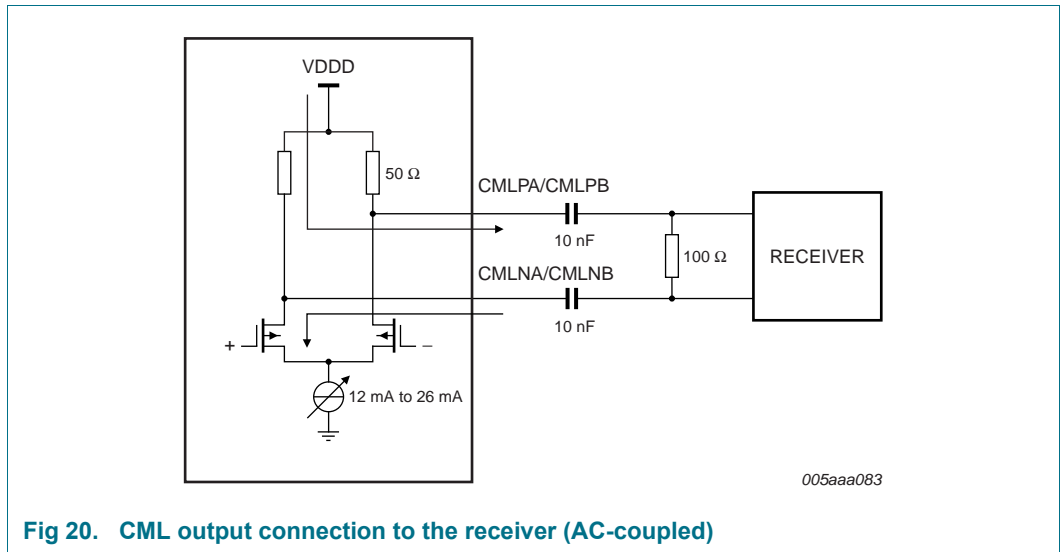 VDDD
50 Ω
CMLPA/CMLPB
10 nF
100 Ω
RECEIVER
CMLNA/CMLNB
10 nF
+
−
12 mA to 26 mA
005aaa083
Fig 20. CML output connection to the receiver (AC-coupled)